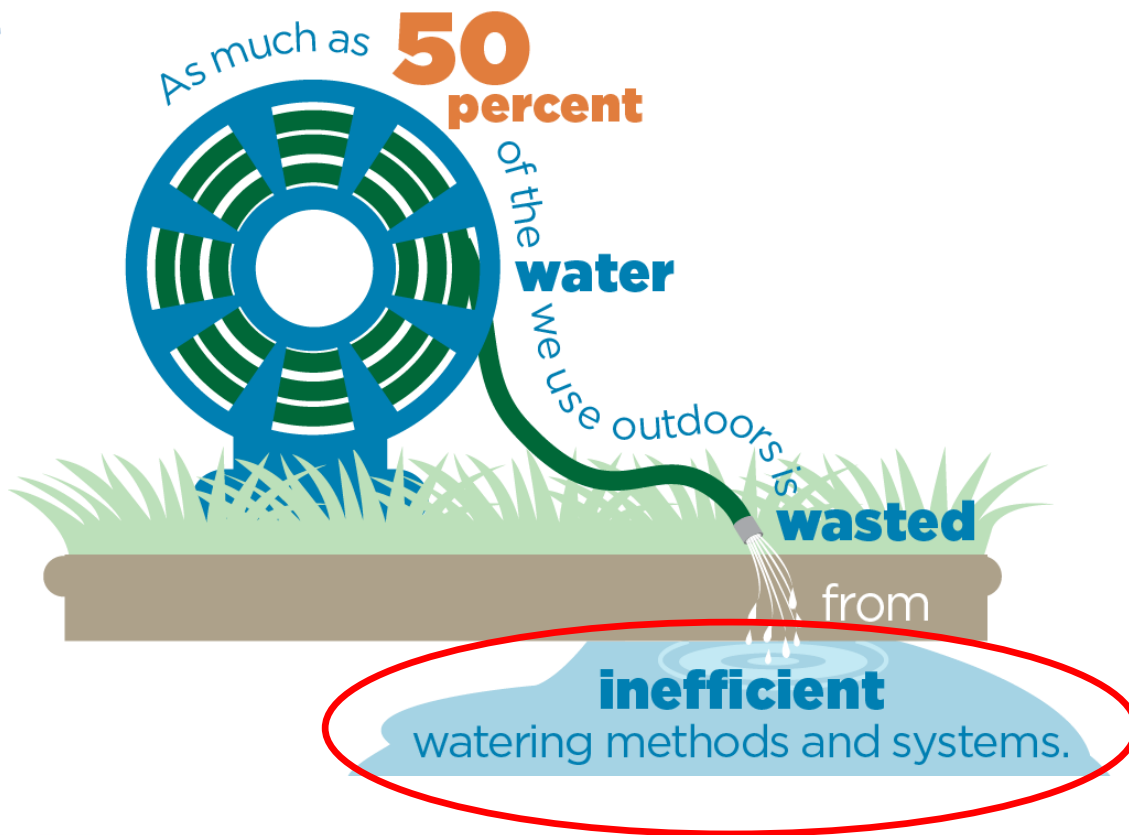 As much as
50
percent
of the
water
we use outdoors is
wasted
from
inefficient
watering methods and systems.